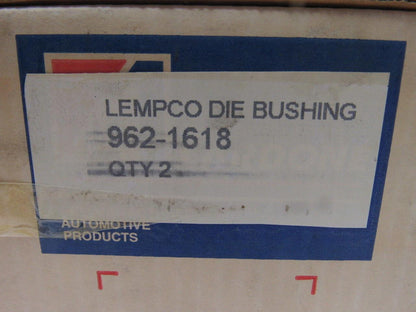 LEMPCO DIE BUSHING
962-1618
QTY 2
AUTOMOTIVE
PRODUCTS